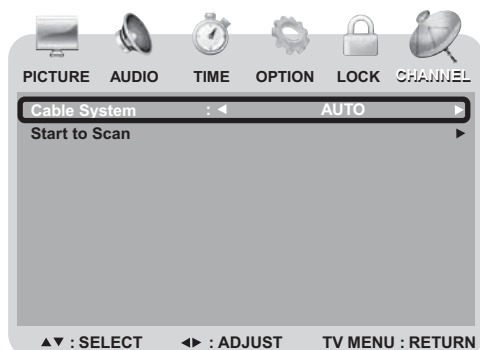 PICTURE AUDIO TIME OPTION LOCK CHANNEL
Cable System : ◀ AUTO ▶
Start to Scan ▶
▲▼ : SELECT ◀▶ : ADJUST TV MENU : RETURN